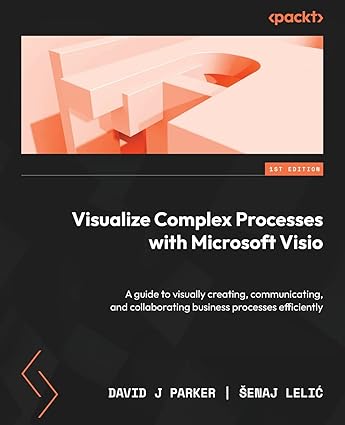 <packt>
1ST EDITION
Visualize Complex Processes
with Microsoft Visio
A guide to visually creating, communicating,
and collaborating business processes efficiently
DAVID J PARKER | ŠENAJ LELIĆ